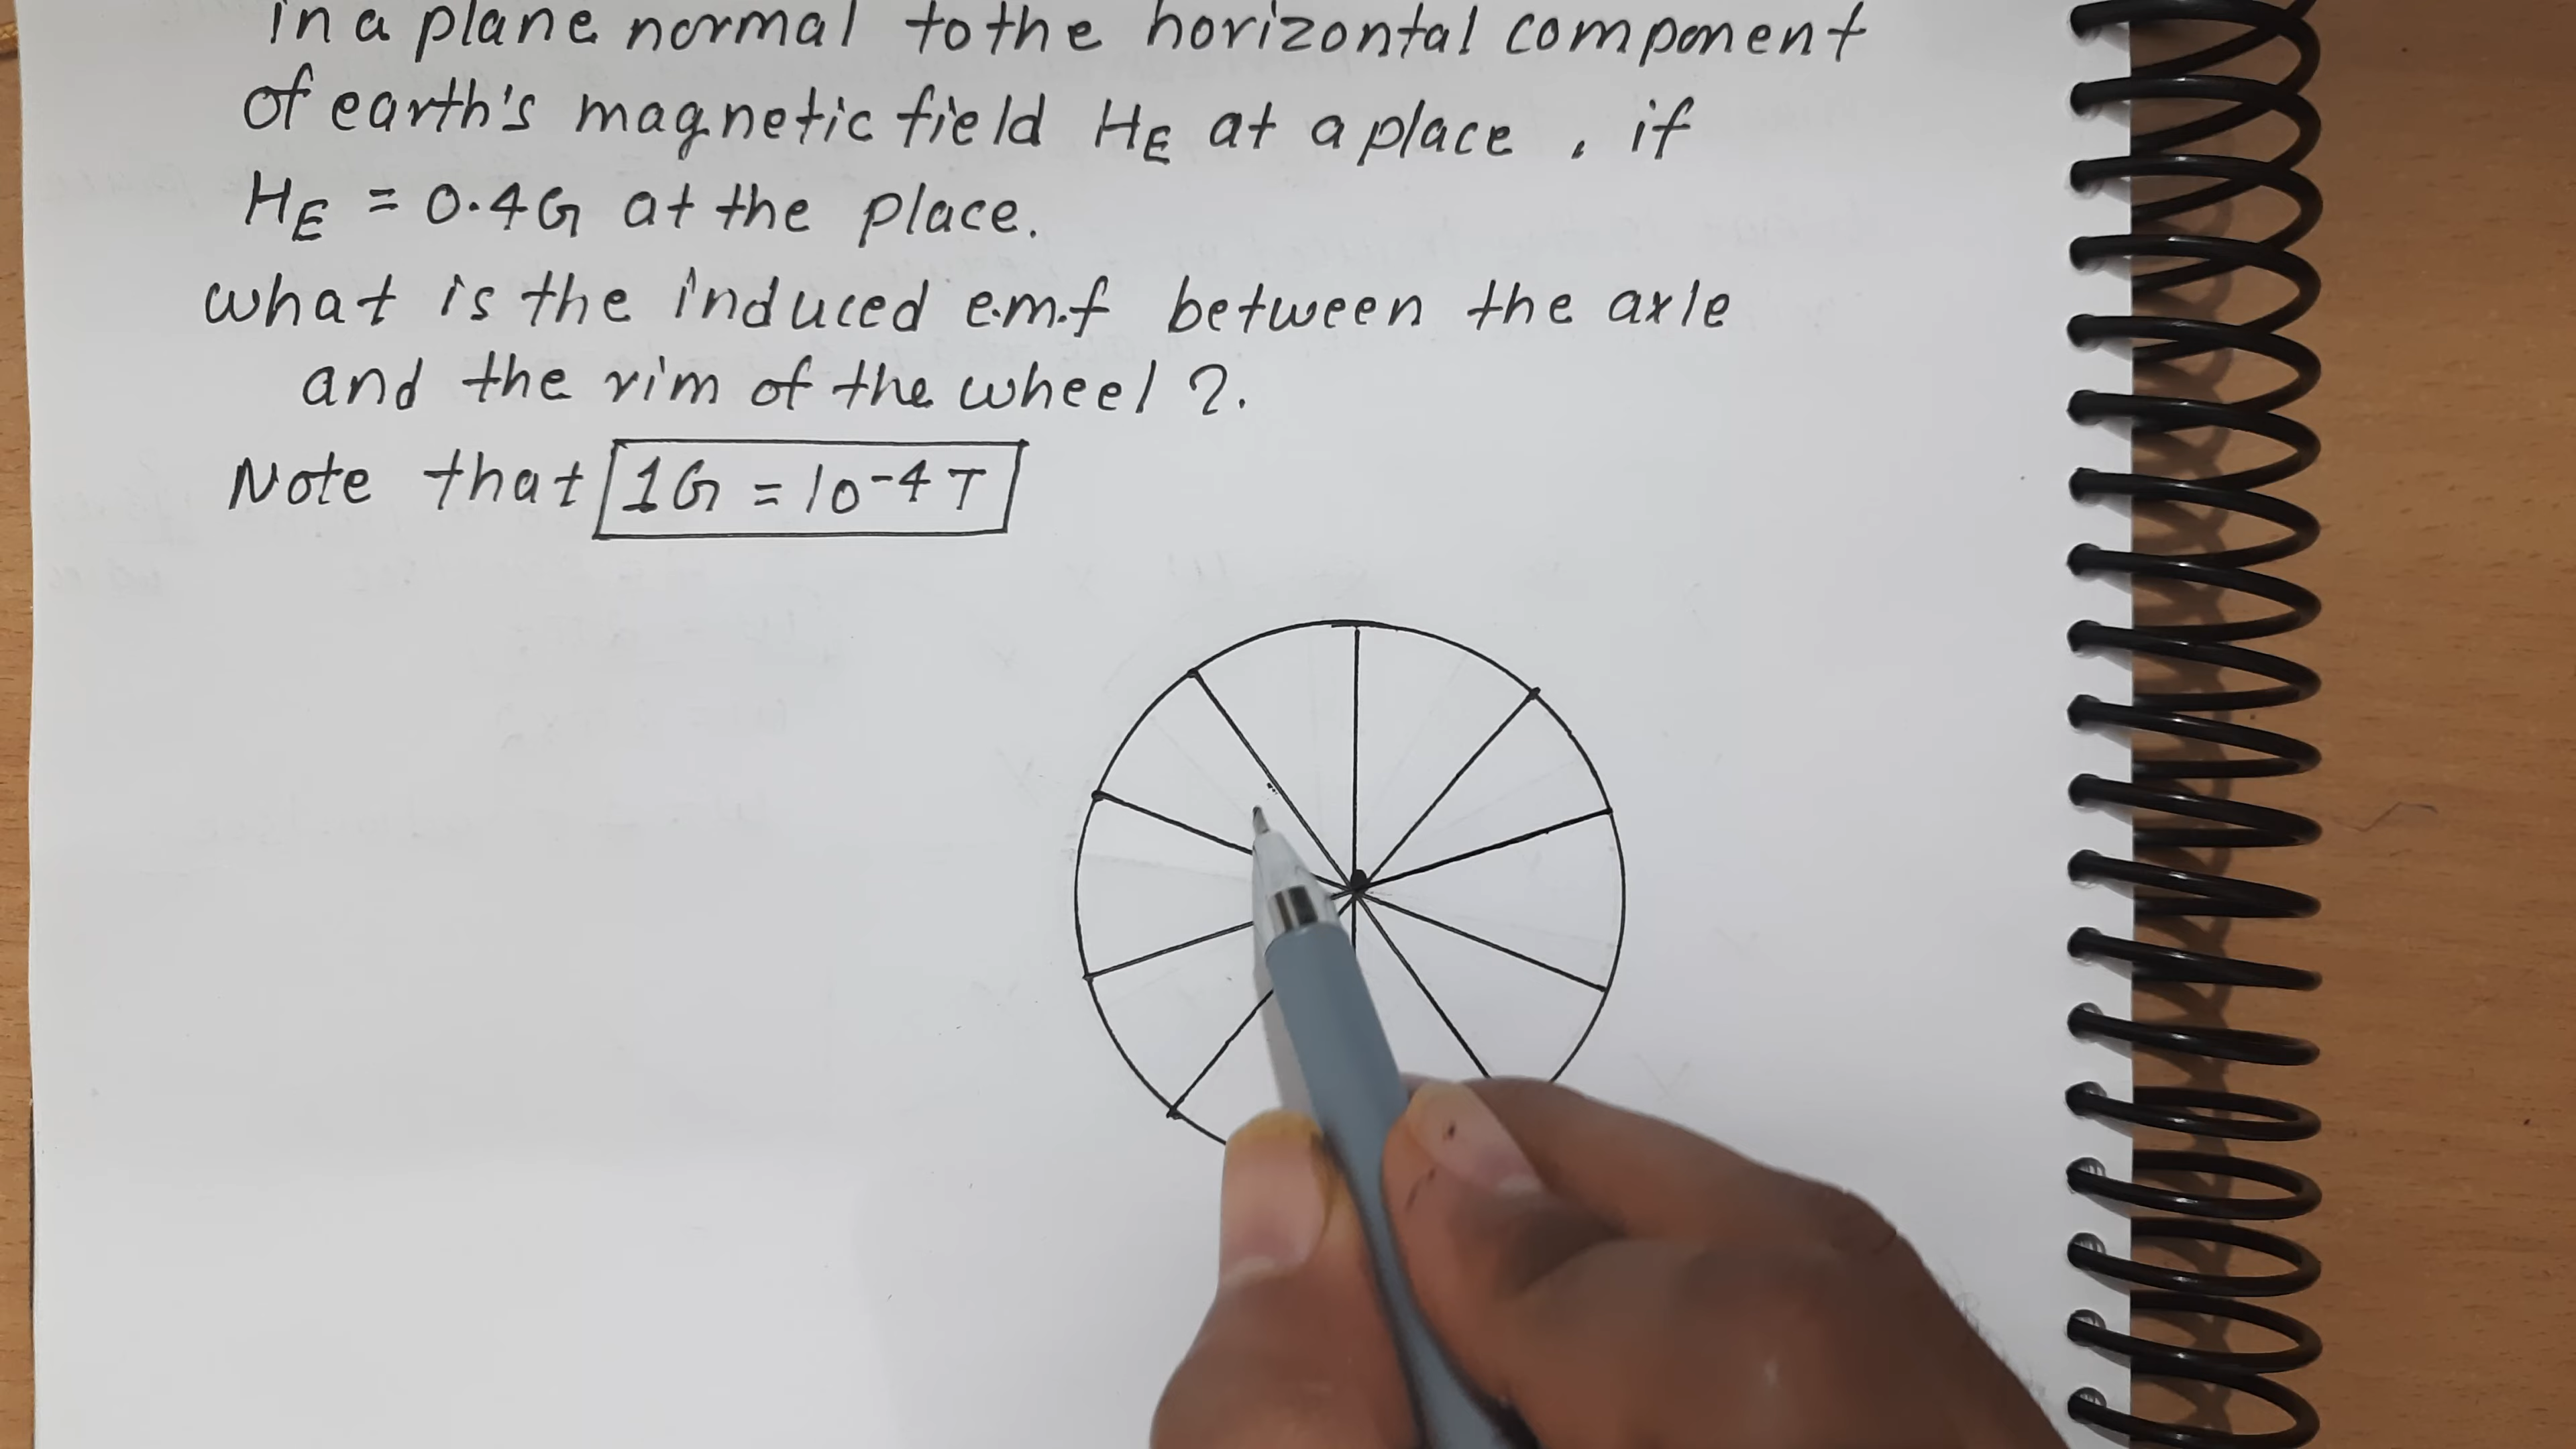 in a plane normal to the horizontal component
of earth's magnetic field HE at a place, if
HE = 0.4G at the place.
what is the induced e.m.f between the axle
and the rim of the wheel ?.
Note that 1G = 10⁻⁴ T